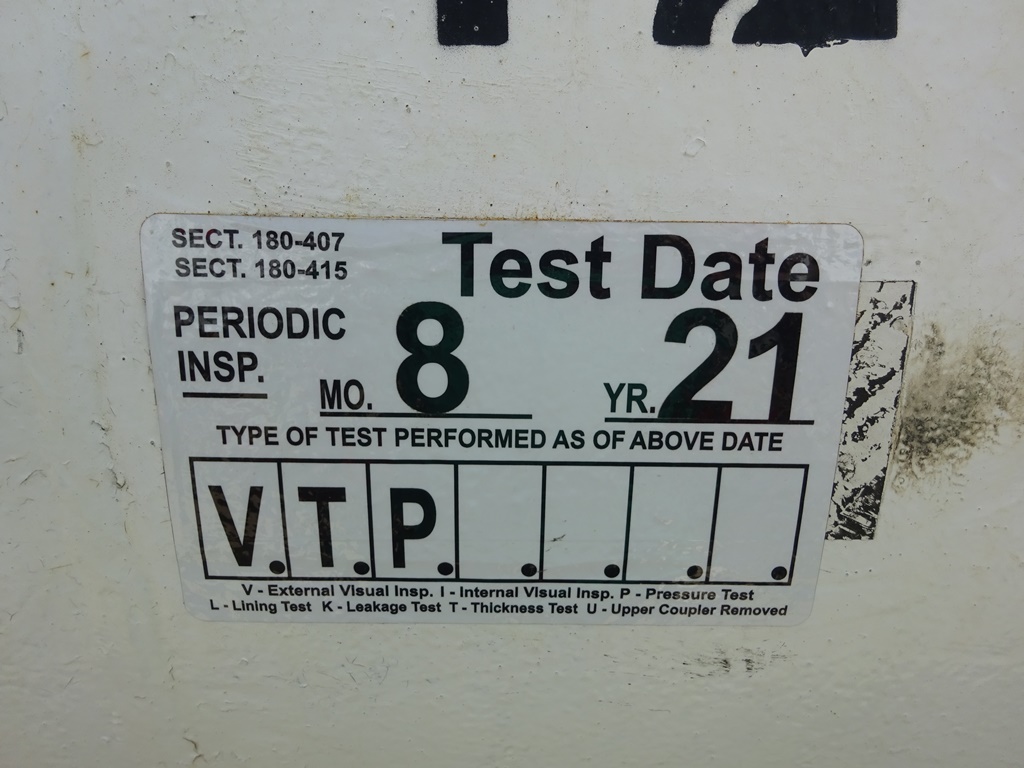 SECT. 180-407
SECT. 180-415
Test Date
PERIODIC
INSP.
MO. 8 YR. 21
TYPE OF TEST PERFORMED AS OF ABOVE DATE
V. T. P. . . . .
V - External Visual Insp. I - Internal Visual Insp. P - Pressure Test
L - Lining Test K - Leakage Test T - Thickness Test U - Upper Coupler Removed